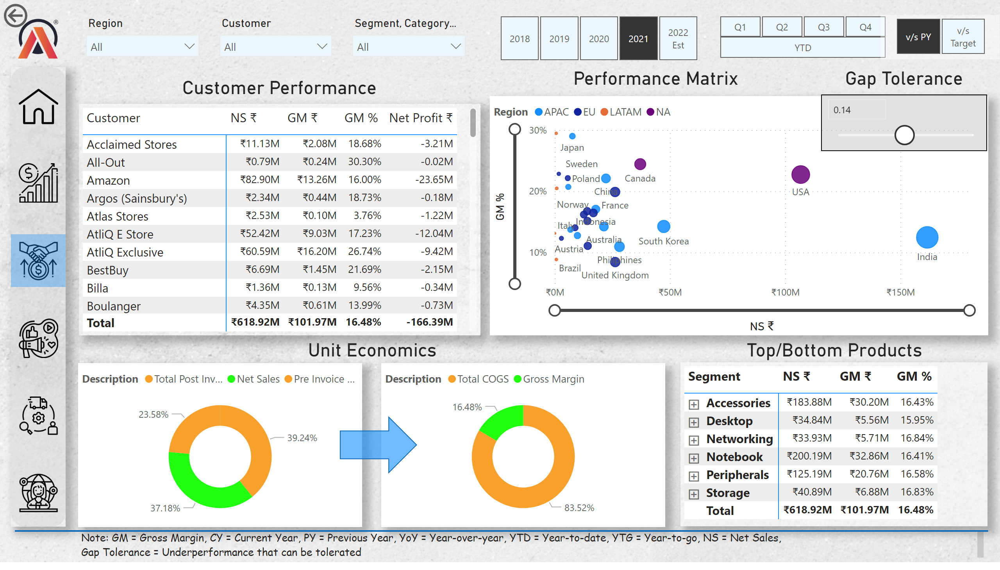 ®
Region
Customer
Segment, Category...
All
All
All
2018
2019
2020
2021
2022
Est
Q1
Q2
Q3
Q4
YTD
v/s PY
v/s
Target
Customer Performance
Customer NS ₹ GM ₹ GM % Net Profit ₹
Acclaimed Stores ₹11.13M ₹2.08M 18.68% -3.21M
All-Out ₹0.79M ₹0.24M 30.30% -0.02M
Amazon ₹82.90M ₹13.26M 16.00% -23.65M
Argos (Sainsbury's) ₹2.34M ₹0.44M 18.73% -0.18M
Atlas Stores ₹2.53M ₹0.10M 3.76% -1.22M
AtliQ E Store ₹52.42M ₹9.03M 17.23% -12.04M
AtliQ Exclusive ₹60.59M ₹16.20M 26.74% -9.42M
BestBuy ₹6.69M ₹1.45M 21.69% -2.15M
Billa ₹1.36M ₹0.13M 9.56% -0.34M
Boulanger ₹4.35M ₹0.61M 13.99% -0.73M
Total ₹618.92M ₹101.97M 16.48% -166.39M
Performance Matrix
Gap Tolerance
0.14
Region APAC EU LATAM NA
GM %
30%
20%
10%
Japan
Sweden
Poland
Canada
China
USA
Norway
France
Italy
Indonesia
Australia
South Korea
Austria
Philiphines
India
Brazil
United Kingdom
₹0M ₹50M ₹100M ₹150M
NS ₹
Unit Economics
Description Total Post Inv... Net Sales Pre Invoice ...
23.58%
39.24%
37.18%
Description Total COGS Gross Margin
16.48%
83.52%
Top/Bottom Products
Segment NS ₹ GM ₹ GM %
Accessories ₹183.88M ₹30.20M 16.43%
Desktop ₹34.84M ₹5.56M 15.95%
Networking ₹33.93M ₹5.71M 16.84%
Notebook ₹200.19M ₹32.86M 16.41%
Peripherals ₹125.19M ₹20.76M 16.58%
Storage ₹40.89M ₹6.88M 16.83%
Total ₹618.92M ₹101.97M 16.48%
Note: GM = Gross Margin, CY = Current Year, PY = Previous Year, YoY = Year-over-year, YTD = Year-to-date, YTG = Year-to-go, NS = Net Sales,
Gap Tolerance = Underperformance that can be tolerated